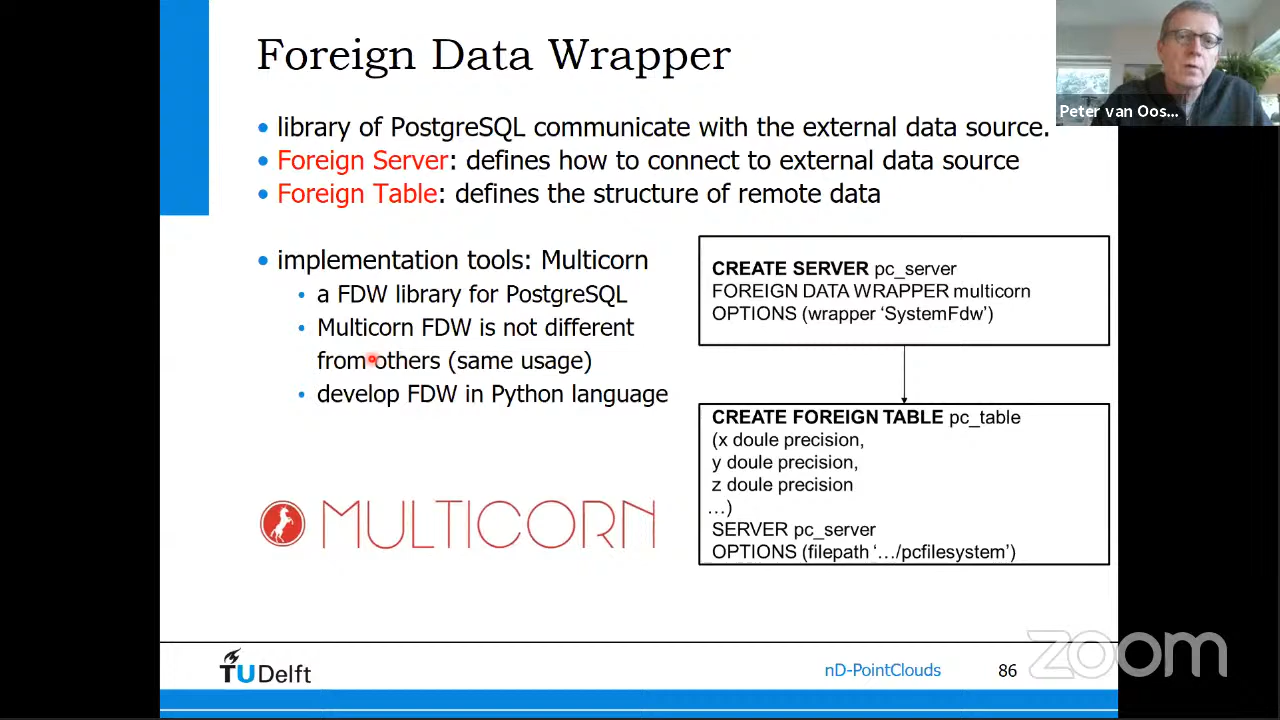 Foreign Data Wrapper
Peter van Oos...
• library of PostgreSQL communicate with the external data source.
• Foreign Server: defines how to connect to external data source
• Foreign Table: defines the structure of remote data
• implementation tools: Multicorn
• a FDW library for PostgreSQL
• Multicorn FDW is not different
from others (same usage)
• develop FDW in Python language
MULTICORN
CREATE SERVER pc_server
FOREIGN DATA WRAPPER multicorn
OPTIONS (wrapper ‘SystemFdw’)
CREATE FOREIGN TABLE pc_table
(x doule precision,
y doule precision,
z doule precision
…)
SERVER pc_server
OPTIONS (filepath ‘…/pcfilesystem’)
TU Delft
nD-PointClouds
86
zoom